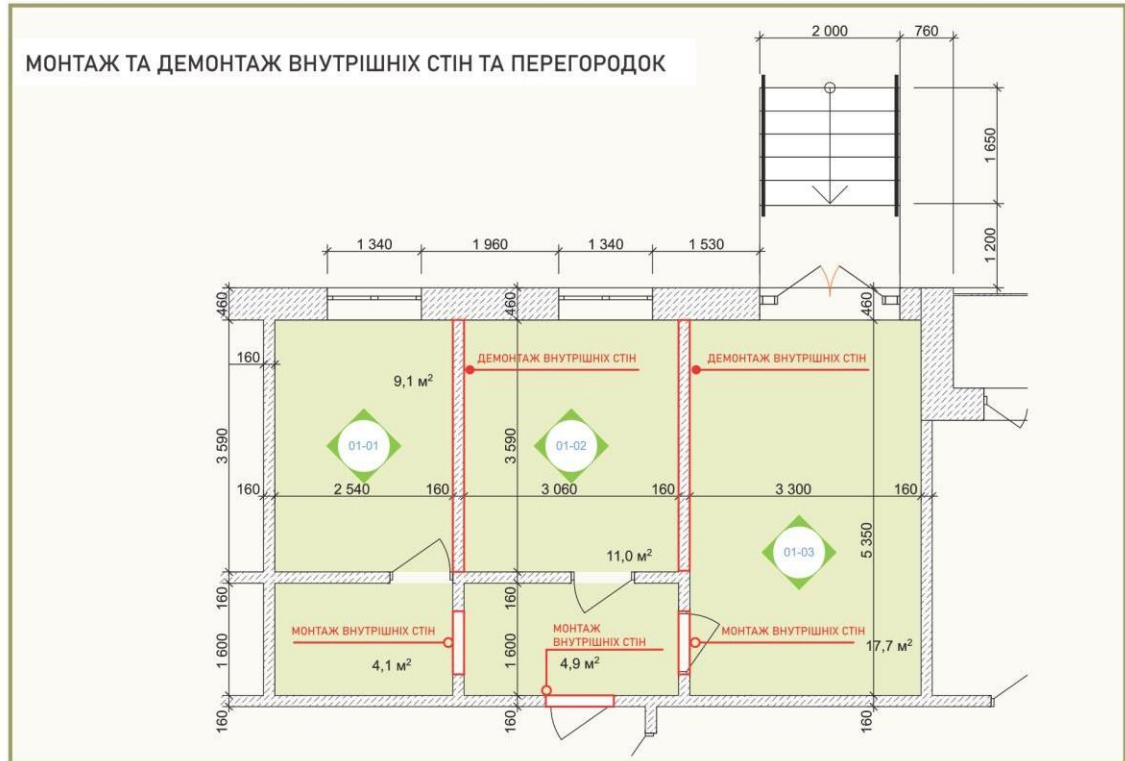 МОНТАЖ ТА ДЕМОНТАЖ ВНУТРІШНІХ СТІН ТА ПЕРЕГОРОДОК
2 000
760
1 650
1 200
1 340
1 960
1 340
1 530
460
460
460
160
ДЕМОНТАЖ ВНУТРІШНІХ СТІН
ДЕМОНТАЖ ВНУТРІШНІХ СТІН
9,1 м²
3 590
01-01
3 590
01-02
160
2 540
160
3 060
160
3 300
160
11,0 м²
01-03
5 350
160
160
МОНТАЖ ВНУТРІШНІХ СТІН
МОНТАЖ
ВНУТРІШНІХ СТІН
МОНТАЖ ВНУТРІШНІХ СТІН
1 600
4,1 м²
1 600
4,9 м²
17,7 м²
160
160
160